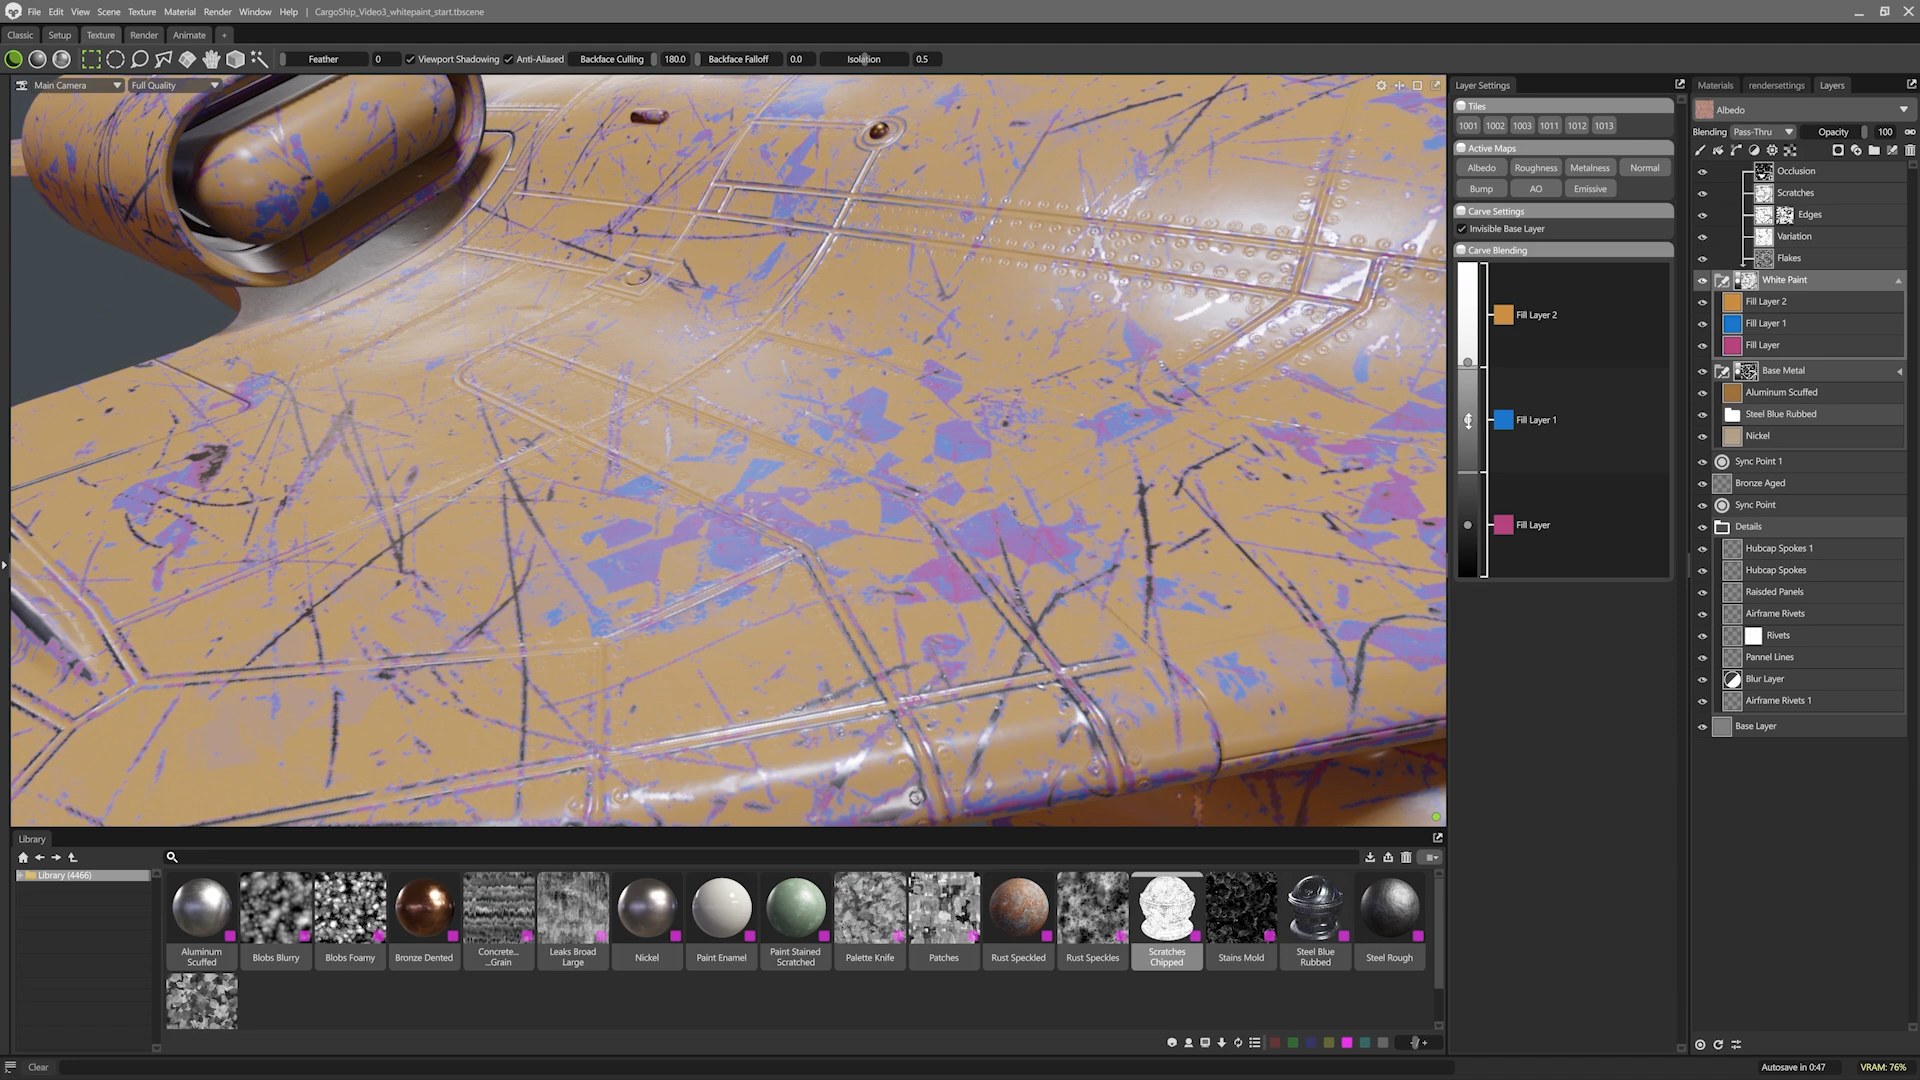 File Edit View Scene Texture Material Render Window Help | CargoShip_Video3_whitepaint_start.tbscene
Classic Setup Texture Render Animate +
Feather 0 Viewport Shadowing Anti-Aliased Backface Culling 180.0 Backface Falloff 0.0 Isolation 0.5
Main Camera Full Quality
Layer Settings
Tiles
1001 1002 1003 1011 1012 1013
Active Maps
Albedo Roughness Metalness Normal
Bump AO Emissive
Carve Settings
Invisible Base Layer
Carve Blending
Fill Layer 2
Fill Layer 1
Fill Layer
Materials rendersettings Layers
Albedo
Blending Pass-Thru Opacity 100
Occlusion
Scratches
Edges
Variation
Flakes
White Paint
Fill Layer 2
Fill Layer 1
Fill Layer
Base Metal
Aluminum Scuffed
Steel Blue Rubbed
Nickel
Sync Point 1
Bronze Aged
Sync Point
Details
Hubcap Spokes 1
Hubcap Spokes
Raisded Panels
Airframe Rivets
Rivets
Pannel Lines
Blur Layer
Airframe Rivets 1
Base Layer
Library
Library (4466)
Aluminum Scuffed
Blobs Blurry
Blobs Foamy
Bronze Dented
Concrete... ...Grain
Leaks Broad Large
Nickel
Paint Enamel
Paint Stained Scratched
Palette Knife
Patches
Rust Speckled
Rust Speckles
Scratches Chipped
Stains Mold
Steel Blue Rubbed
Steel Rough
Clear
Autosave in 0:47 VRAM: 76%